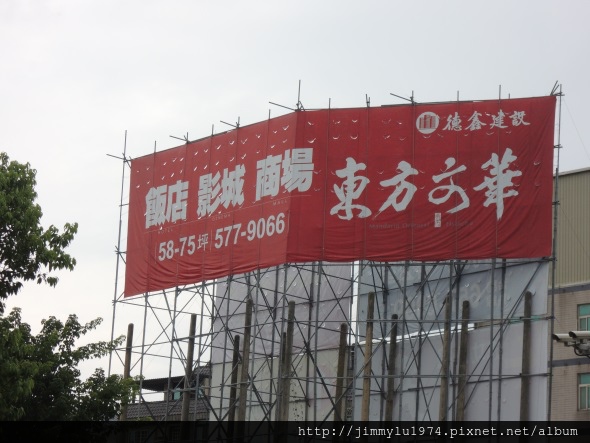 德鑫建設
飯店 影城 商場
東方文華
58-75坪 577-9066
http://jimmylu1974.pixnet.net/album